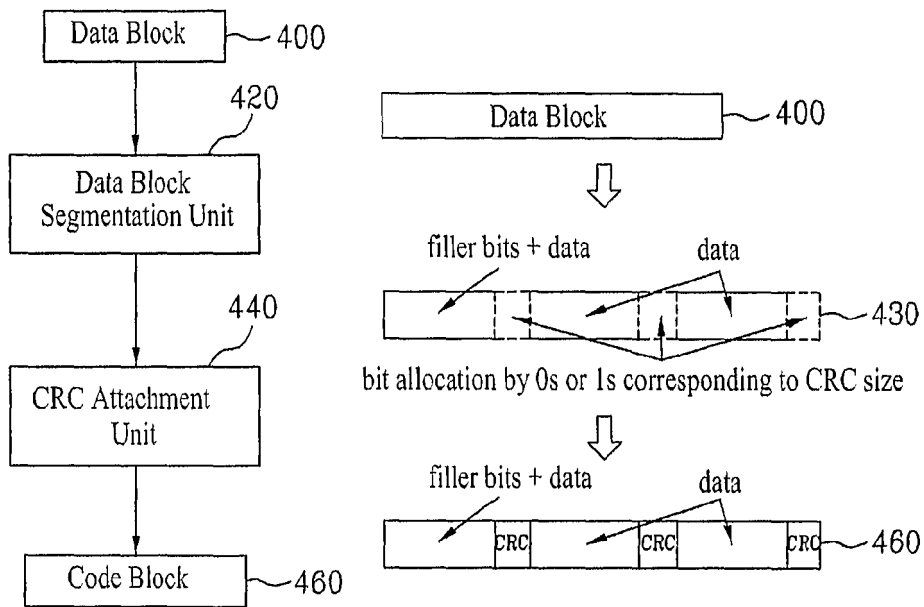 Data Block
400
420
Data Block
Segmentation Unit
440
CRC Attachment
Unit
Code Block
460
Data Block
400
filler bits + data
data
430
bit allocation by 0s or 1s corresponding to CRC size
filler bits + data
data
CRC
CRC
CRC
460